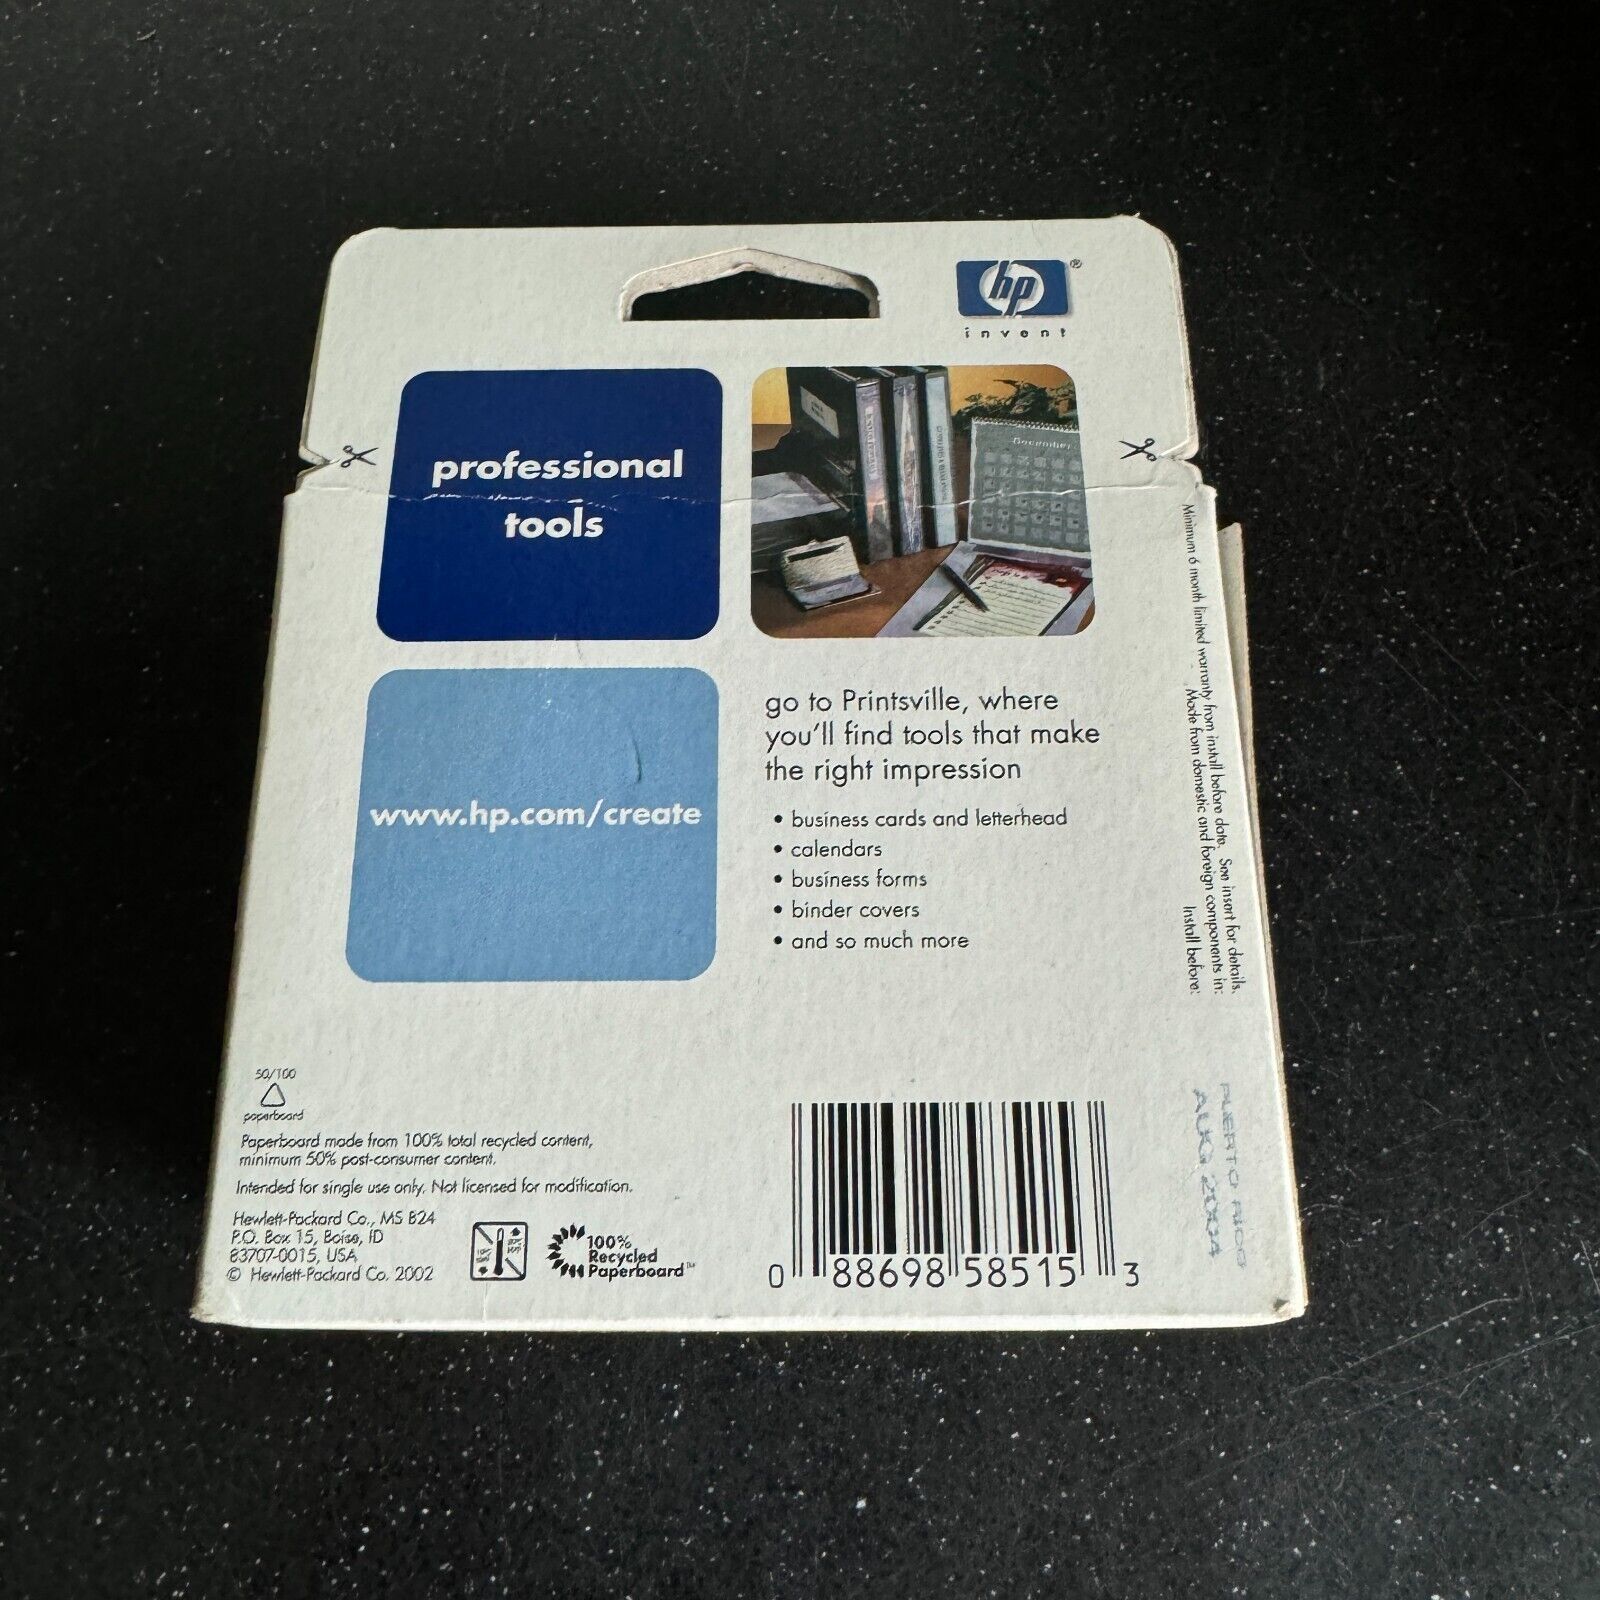 hp®
invent
professional
tools
December
www.hp.com/create
go to Printsville, where
you'll find tools that make
the right impression
• business cards and letterhead
• calendars
• business forms
• binder covers
• and so much more
Minimum 6 month limited warranty from install before date. See insert for details.
Made from domestic and foreign components in:
Install before:
PUERTO RICO
AUG 2004
50/100
paperboard
Paperboard made from 100% total recycled content,
minimum 50% post-consumer content.
Intended for single use only. Not licensed for modification.
Hewlett-Packard Co., MS B24
P.O. Box 15, Boise, ID
83707-0015, USA
© Hewlett-Packard Co. 2002
100%
Recycled
Paperboard™
0 88698 58515 3